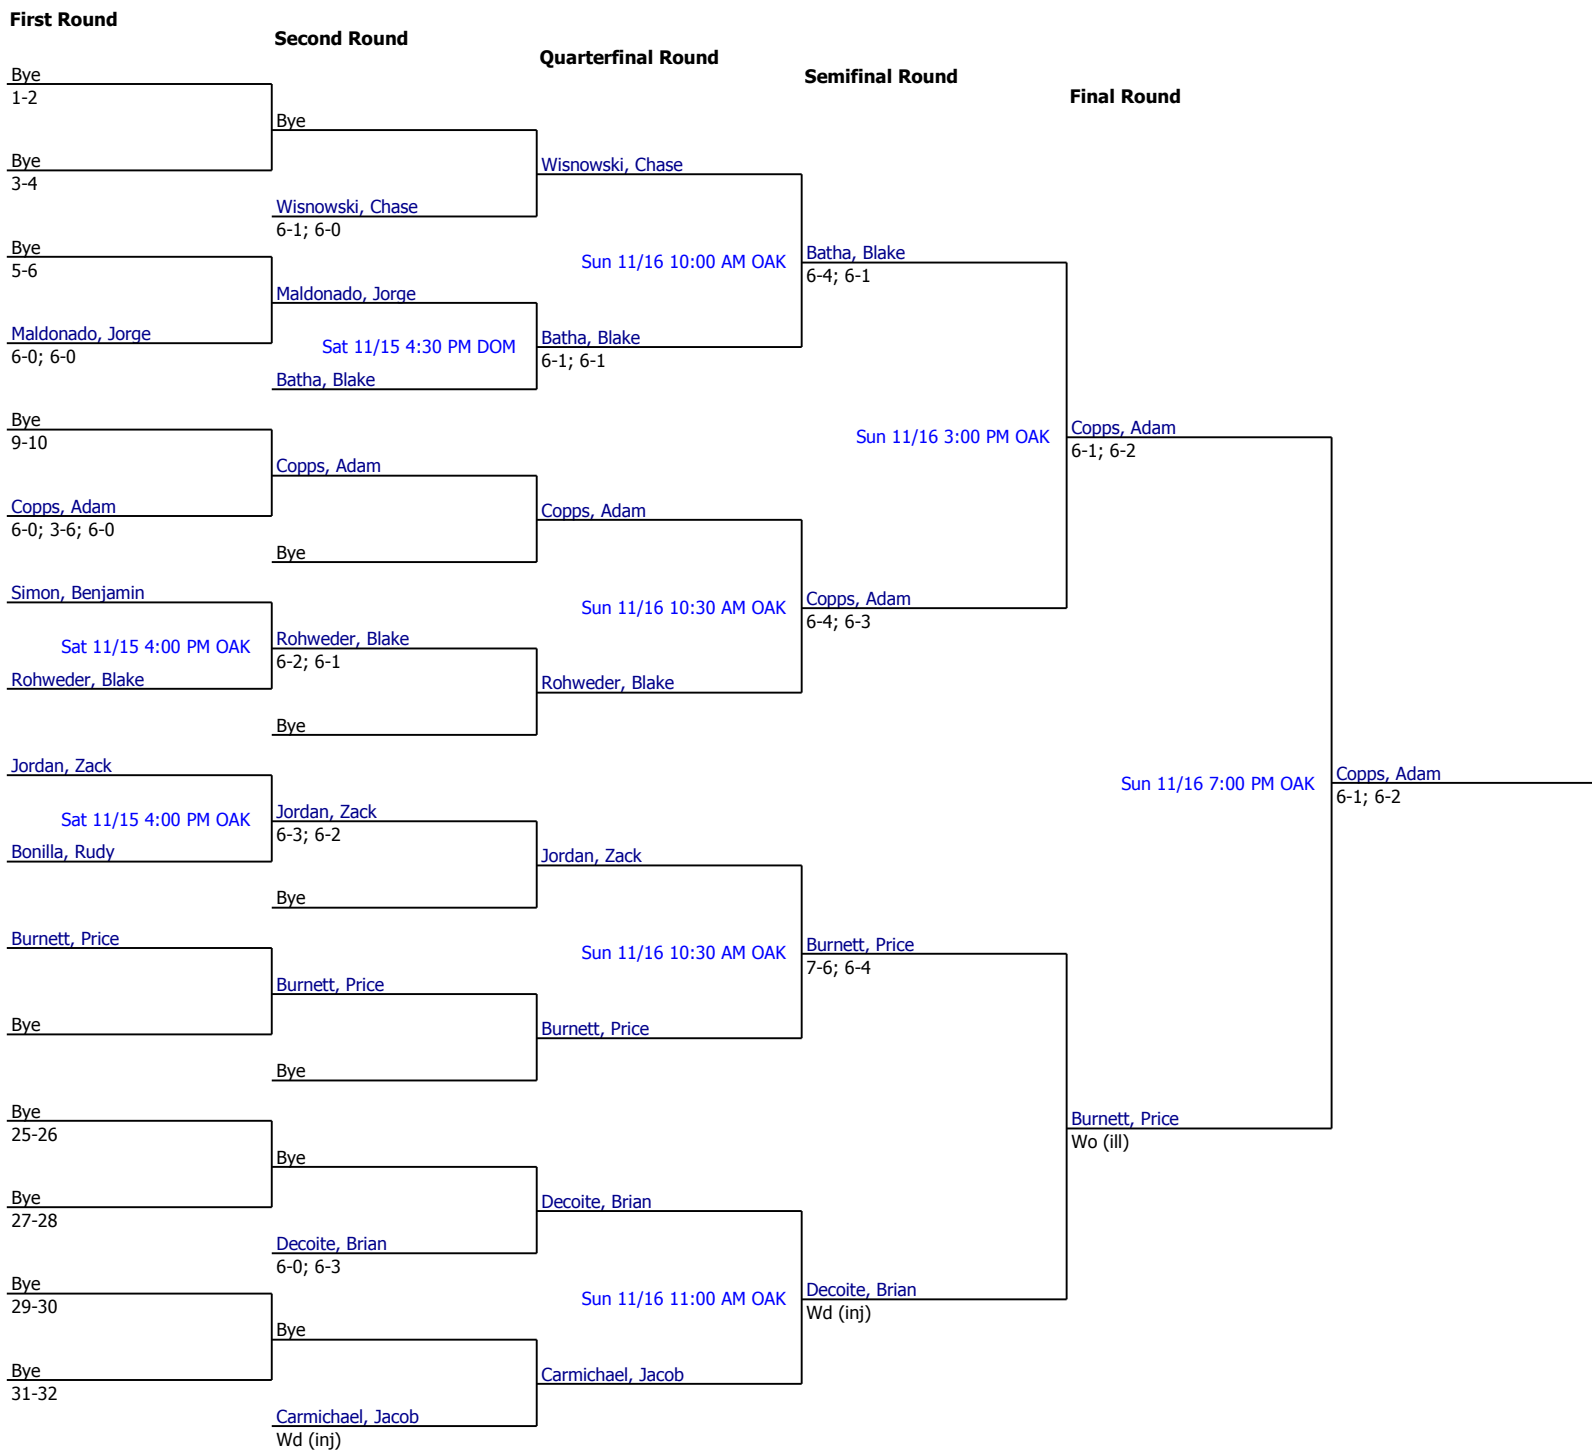 First Round
Second Round
Quarterfinal Round
Semifinal Round
Final Round
Bye
1-2
Bye
Bye
3-4
Wisnowski, Chase
Wisnowski, Chase
6-1; 6-0
Bye
5-6
Sun 11/16 10:00 AM OAK
Batha, Blake
6-4; 6-1
Maldonado, Jorge
Maldonado, Jorge
6-0; 6-0
Sat 11/15 4:30 PM DOM
Batha, Blake
6-1; 6-1
Batha, Blake
Bye
9-10
Sun 11/16 3:00 PM OAK
Copps, Adam
6-1; 6-2
Copps, Adam
Copps, Adam
6-0; 3-6; 6-0
Copps, Adam
Bye
Simon, Benjamin
Sun 11/16 10:30 AM OAK
Copps, Adam
6-4; 6-3
Sat 11/15 4:00 PM OAK
Rohweder, Blake
6-2; 6-1
Rohweder, Blake
Rohweder, Blake
Bye
Jordan, Zack
Sun 11/16 7:00 PM OAK
Copps, Adam
6-1; 6-2
Sat 11/15 4:00 PM OAK
Jordan, Zack
6-3; 6-2
Bonilla, Rudy
Jordan, Zack
Bye
Burnett, Price
Sun 11/16 10:30 AM OAK
Burnett, Price
7-6; 6-4
Burnett, Price
Bye
Burnett, Price
Bye
Bye
25-26
Burnett, Price
Wo (ill)
Bye
Bye
27-28
Decoite, Brian
Decoite, Brian
6-0; 6-3
Bye
29-30
Sun 11/16 11:00 AM OAK
Decoite, Brian
Wd (inj)
Bye
Bye
31-32
Carmichael, Jacob
Carmichael, Jacob
Wd (inj)